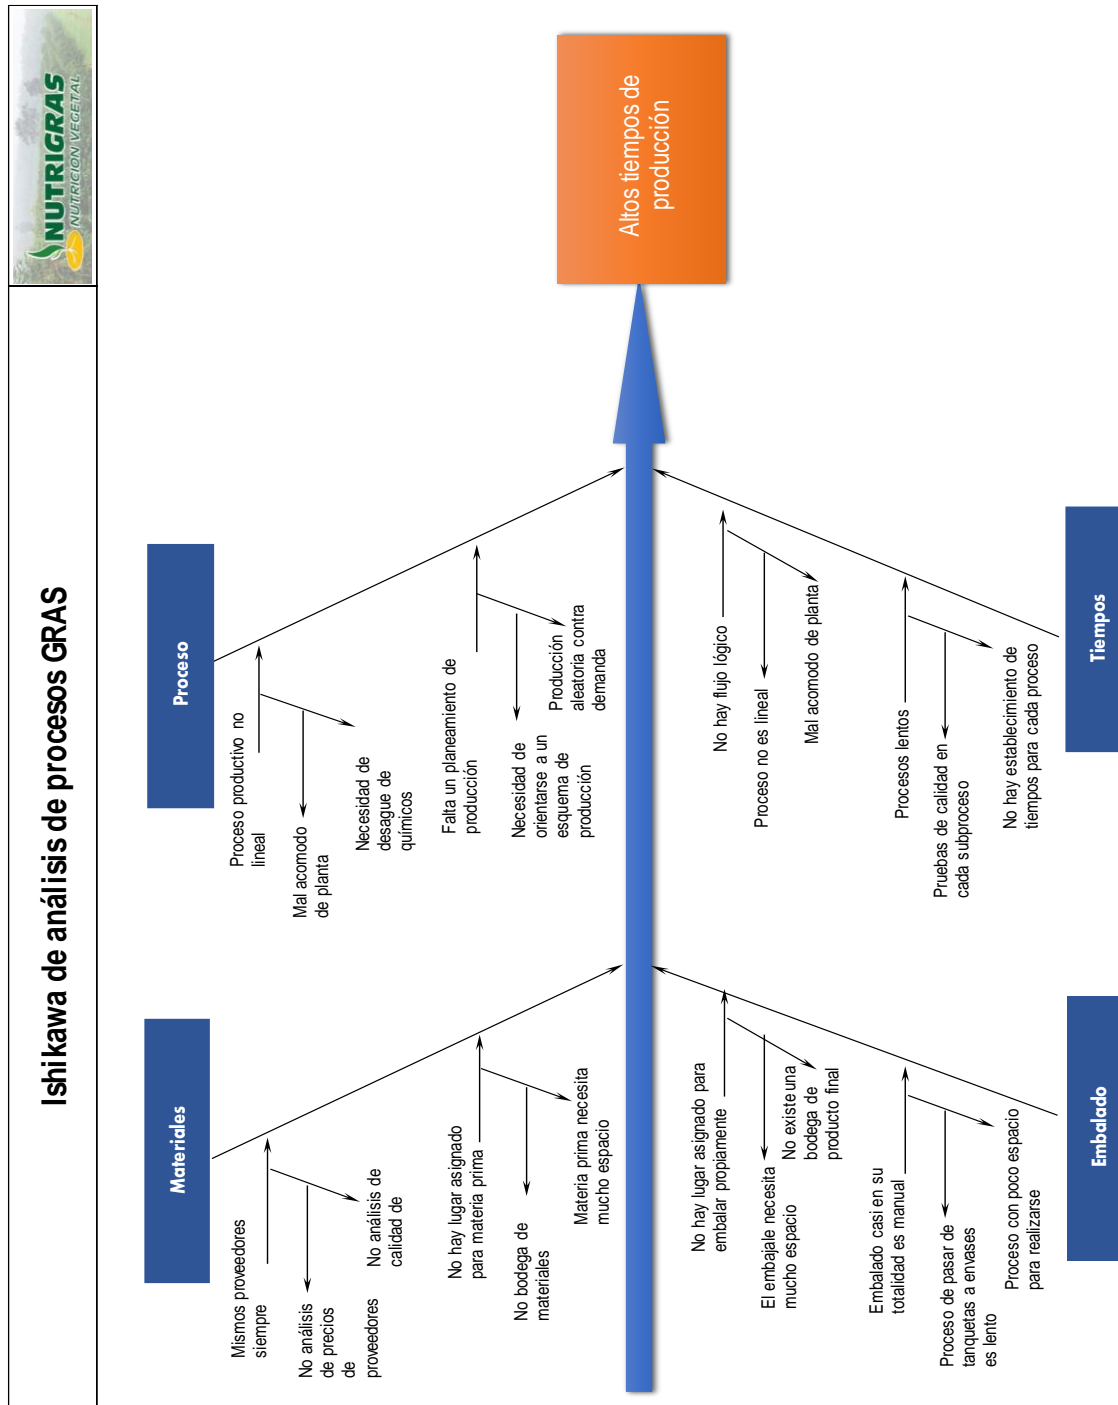 Ishikawa de análisis de procesos GRAS
NUTRIGRAS
NUTRICION VEGETAL
Materiales
Mismos proveedores
siempre
No análisis
de precios
de
proveedores
No análisis de
calidad de
No hay lugar asignado
para materia prima
No bodega de
materiales
Materia prima necesita
mucho espacio
Proceso
Proceso productivo no
lineal
Mal acomodo
de planta
Necesidad de
desague de
químicos
Falta un planeamiento de
producción
Necesidad de
orientarse a un
esquema de
producción
Producción
aleatoria contra
demanda
Altos tiempos de
producción
No hay lugar asignado para
embalar propiamente
El embajale necesita
mucho espacio
No existe una
bodega de
producto final
Embalado casi en su
totalidad es manual
Proceso de pasar de
tanquetas a envases
es lento
Proceso con poco espacio
para realizarse
Embalado
No hay flujo lógico
Proceso no es lineal
Mal acomodo de planta
Procesos lentos
Pruebas de calidad en
cada subproceso
No hay establecimiento de
tiempos para cada proceso
Tiempos